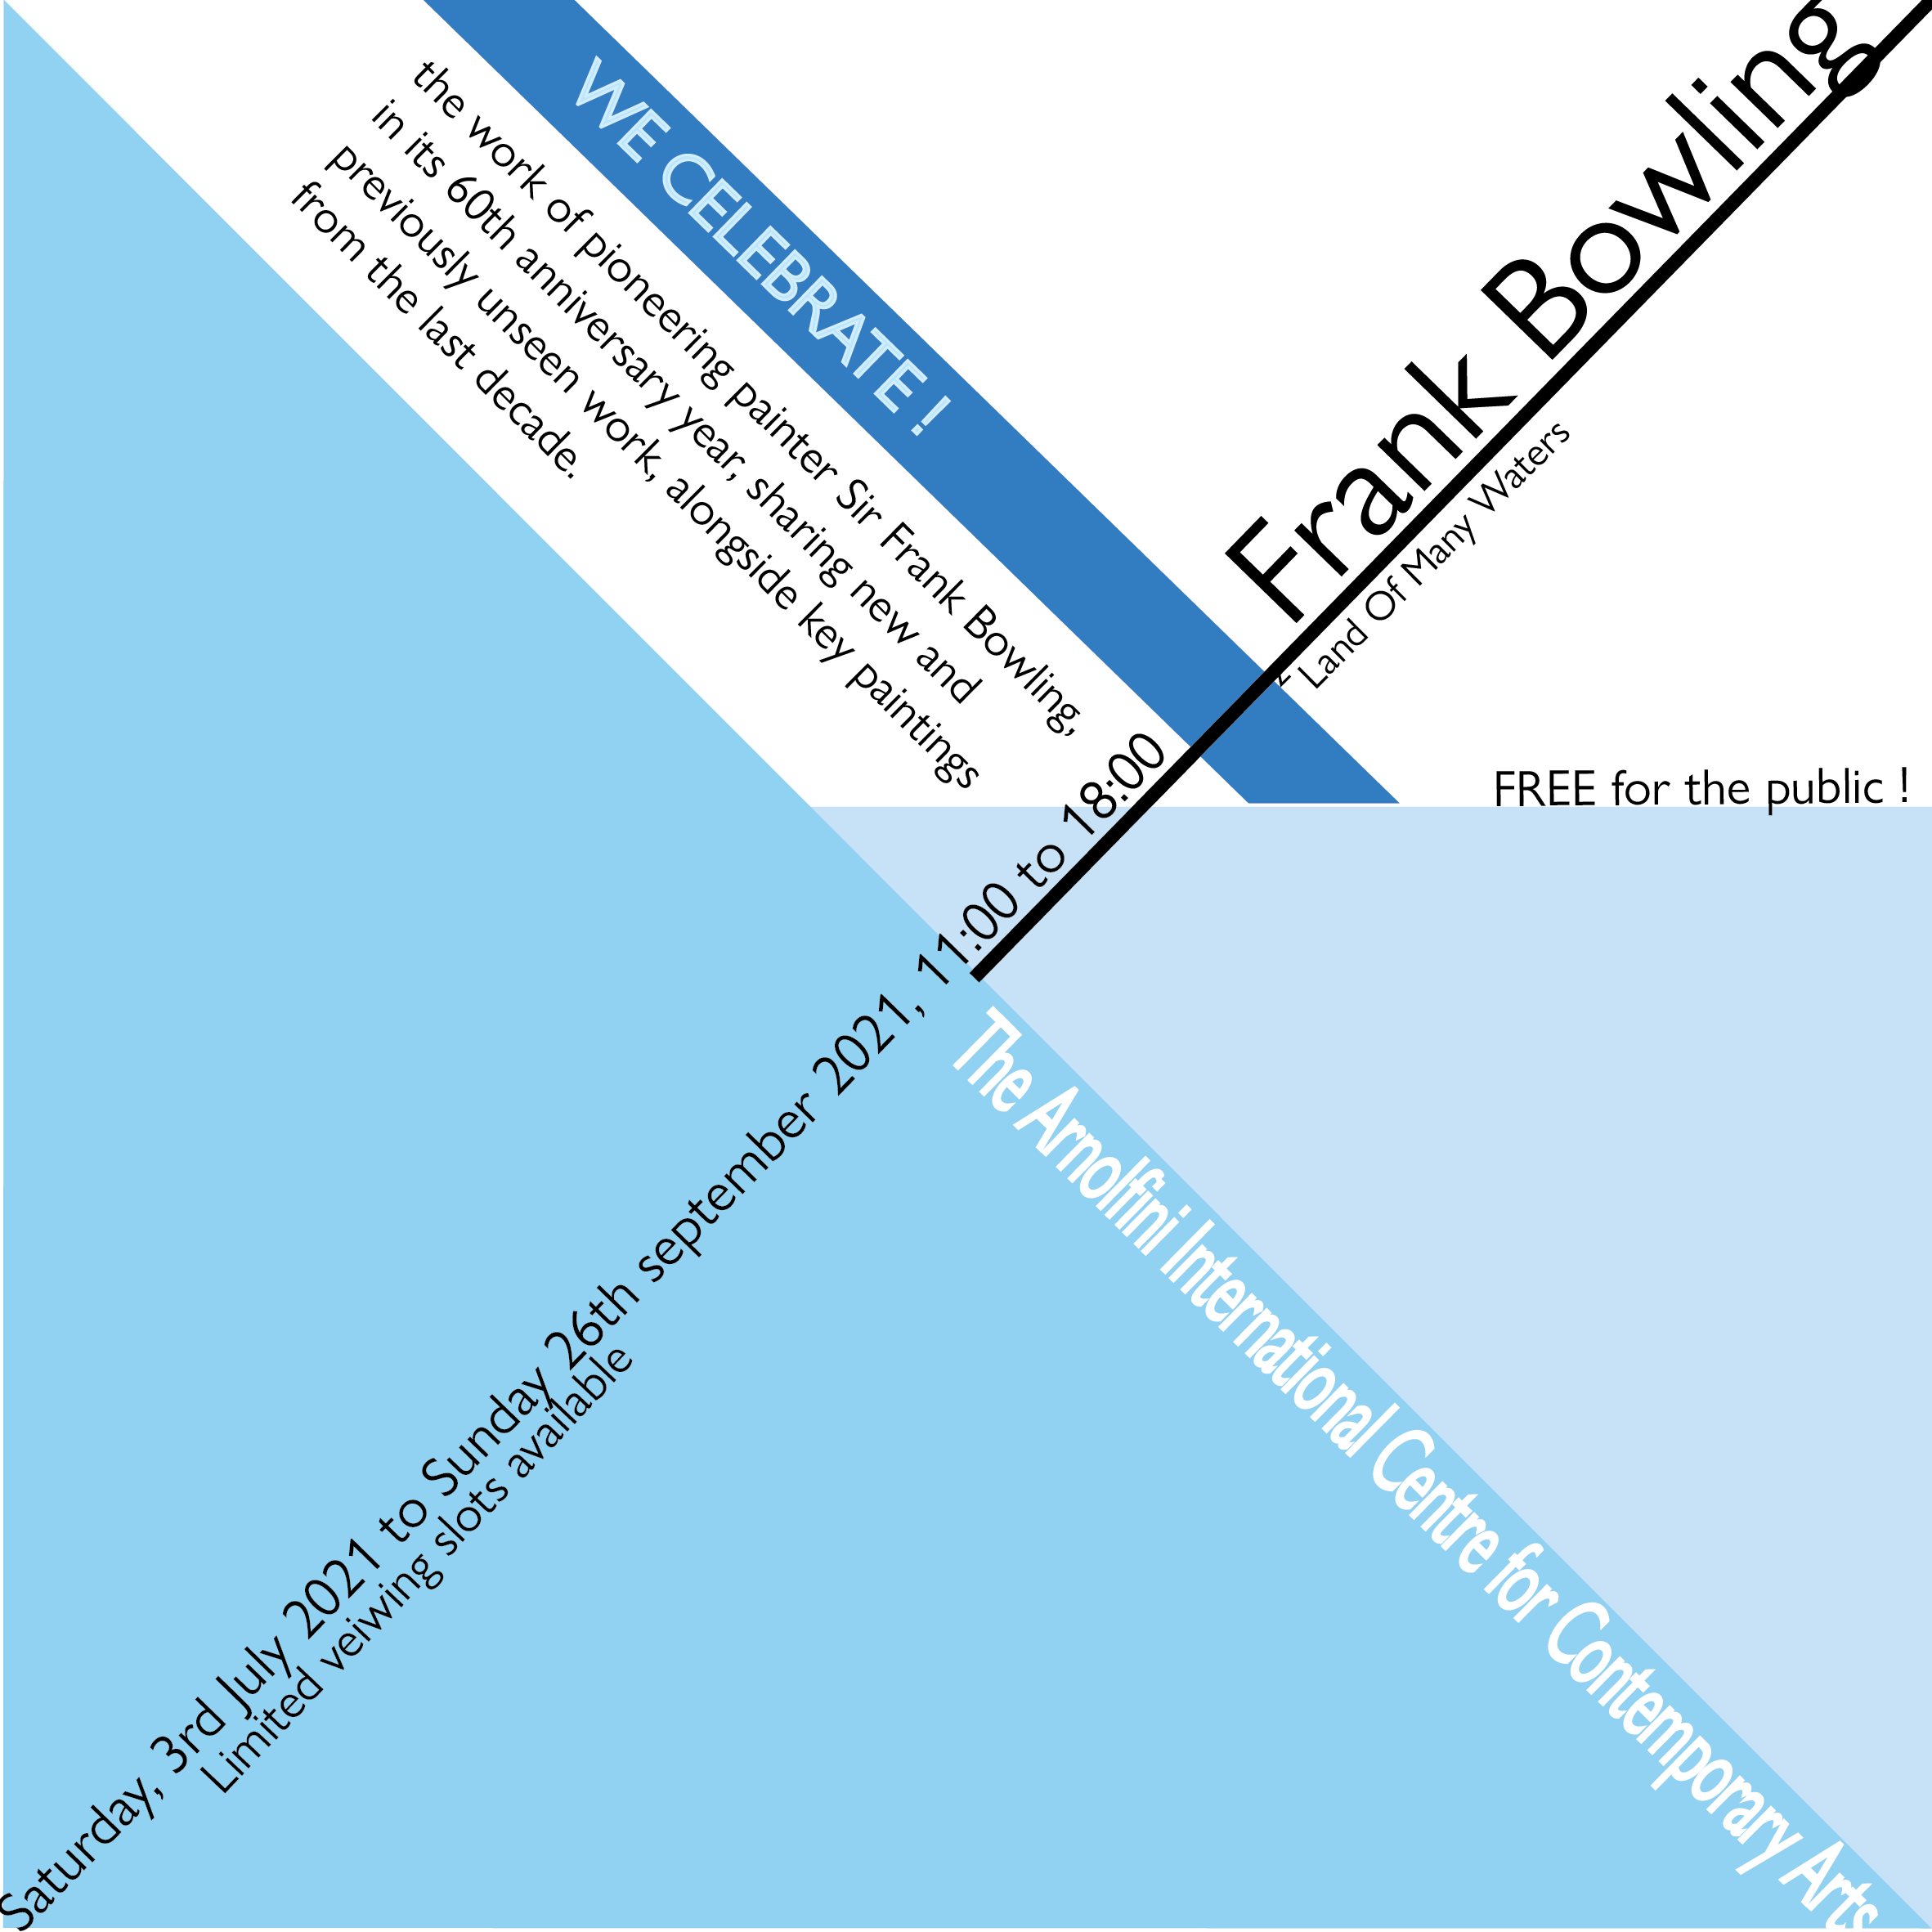 WE CELEBRATE !
the work of pioneering painter Sir Frank Bowling,
in' its 60th anniversary year, sharing new and
Previously unseen work, alongside key paintings
from the last decade.
Frank Bowling
Land Of Many Waters
FREE for the public !
Saturday, 3rd July 2021 to Sunday 26th september 2021, 11:00 to 18:00
Limited veiwings slots available
The Arnolifini International Centre for Contemporary Arts